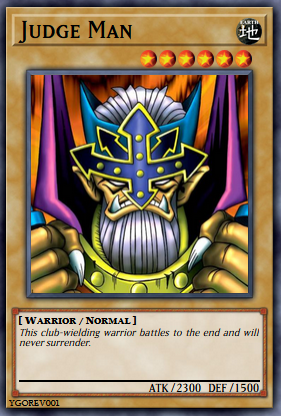 Judge Man
EARTH
地
[ Warrior / Normal ]
This club-wielding warrior battles to the end and will
never surrender.
ATK / 2300 DEF / 1500
YGOREV001